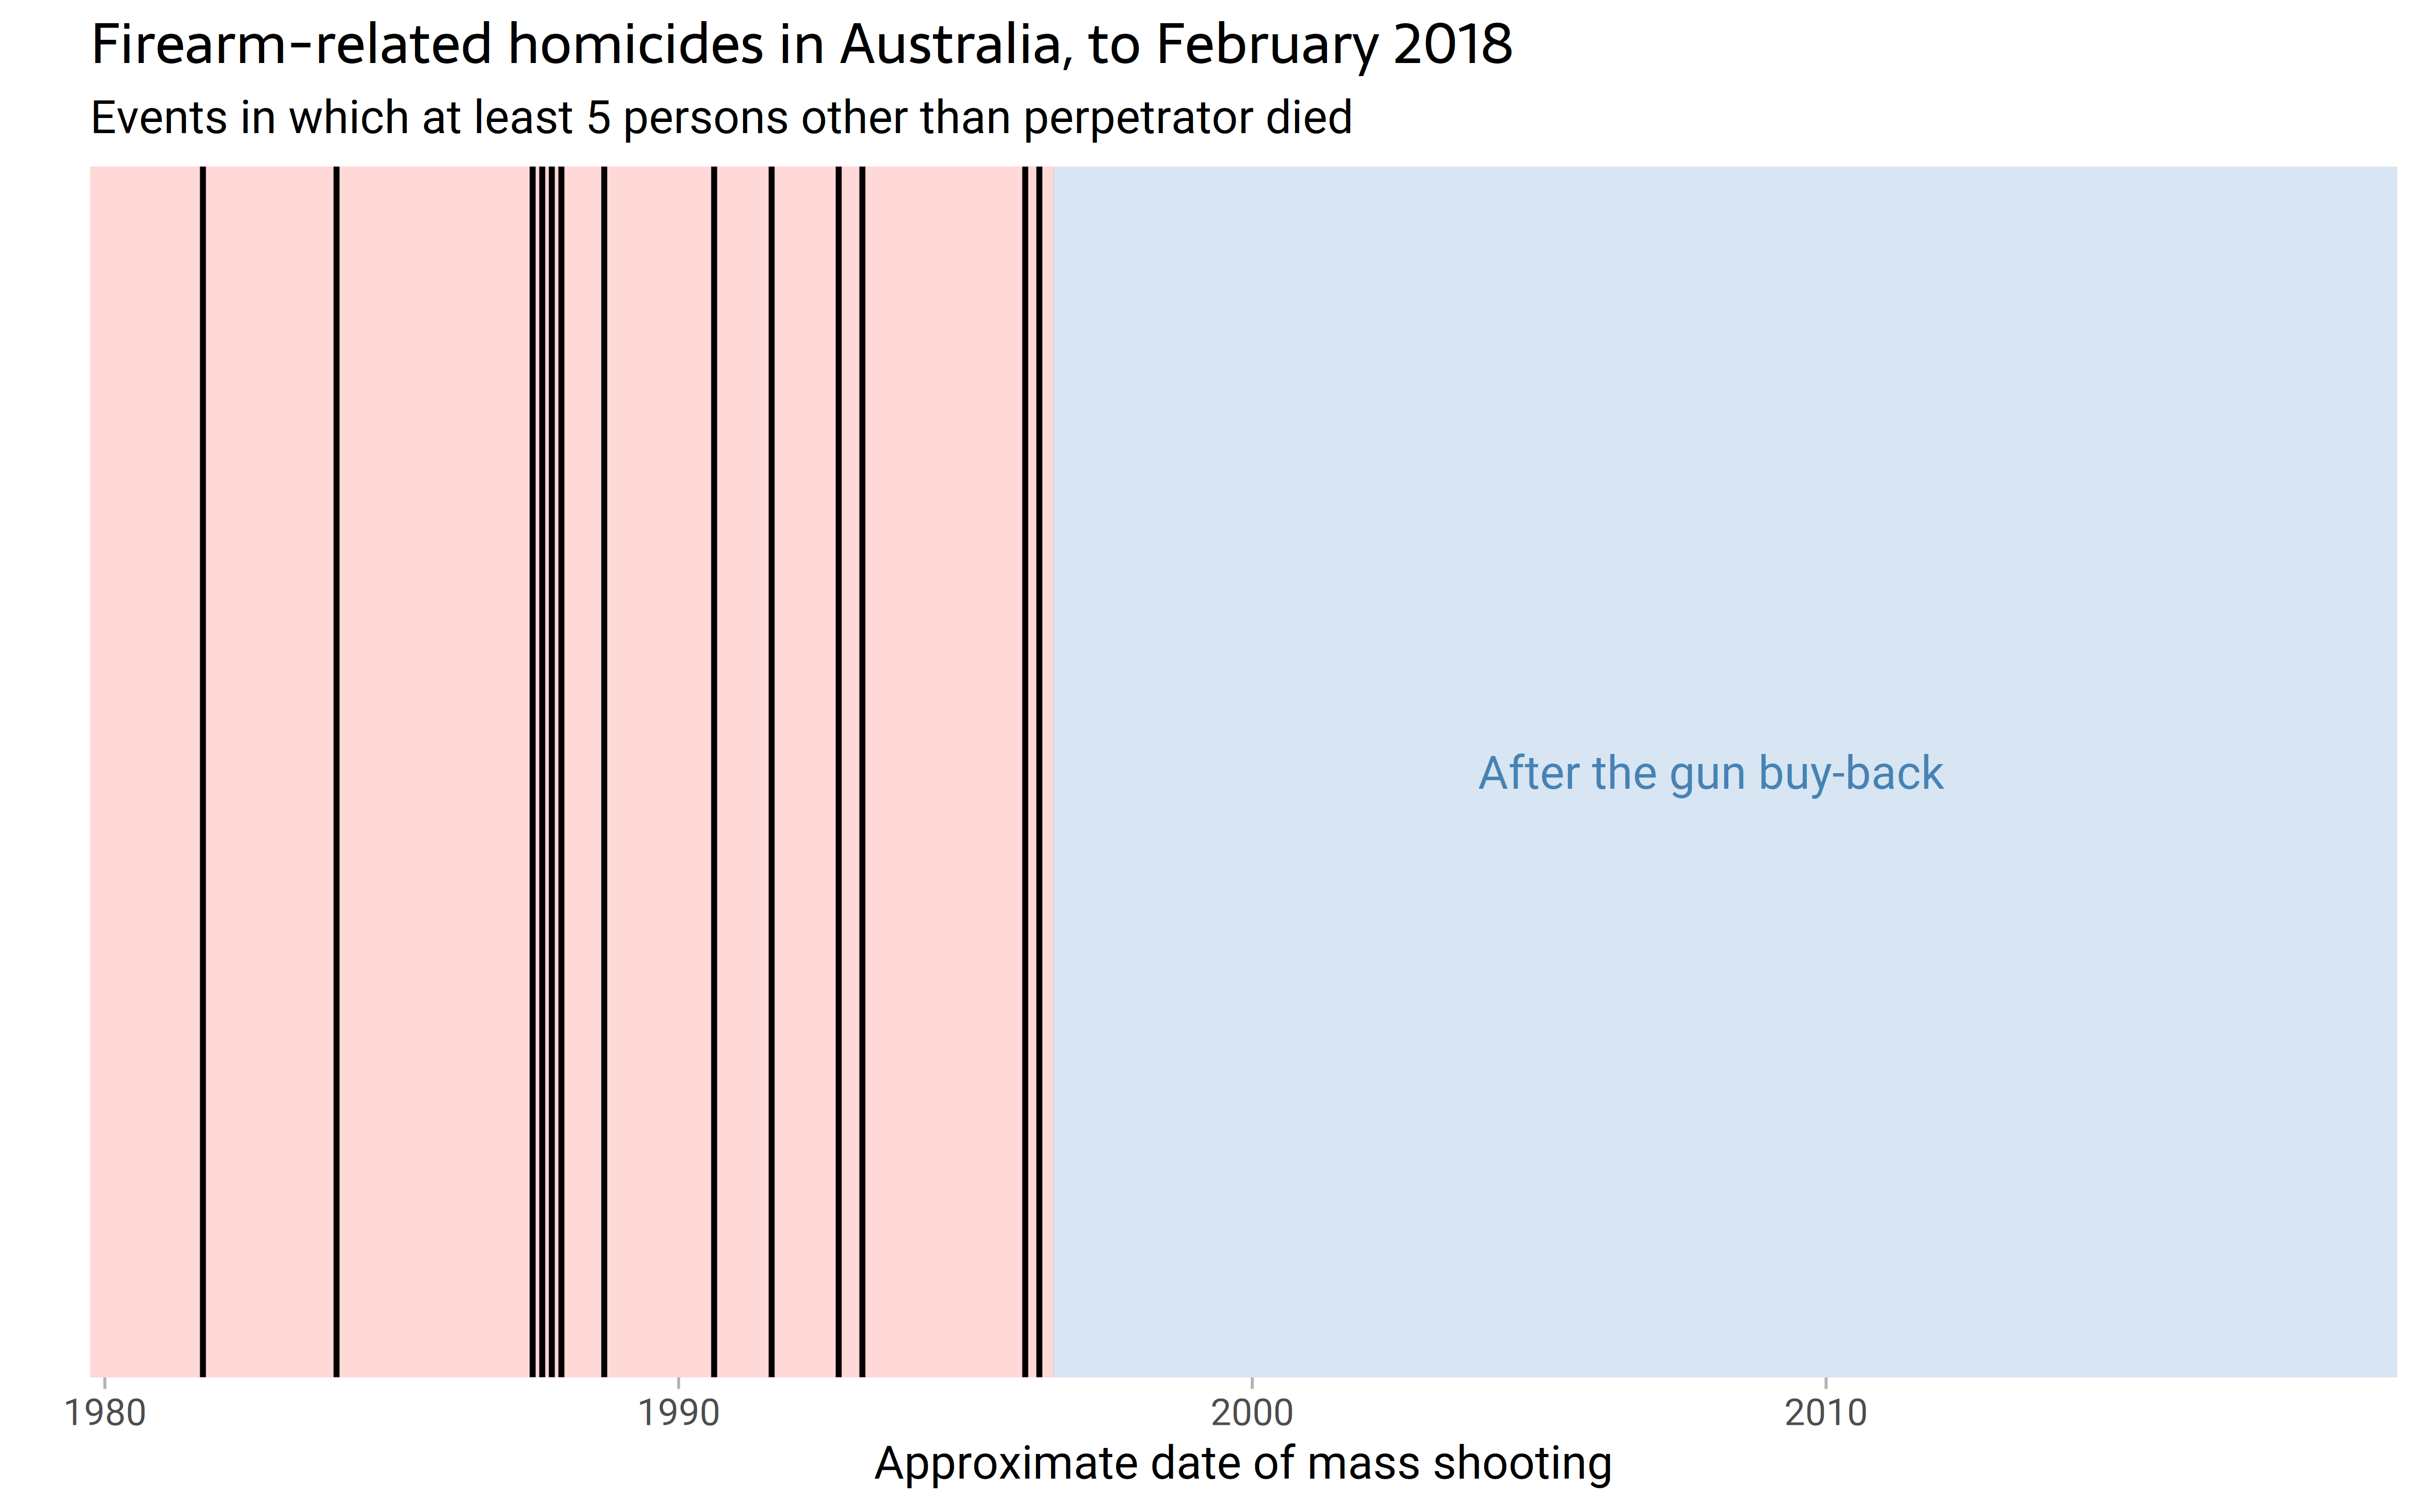 Firearm-related homicides in Australia, to February 2018
Events in which at least 5 persons other than perpetrator died
After the gun buy-back
1980 1990 2000 2010
Approximate date of mass shooting